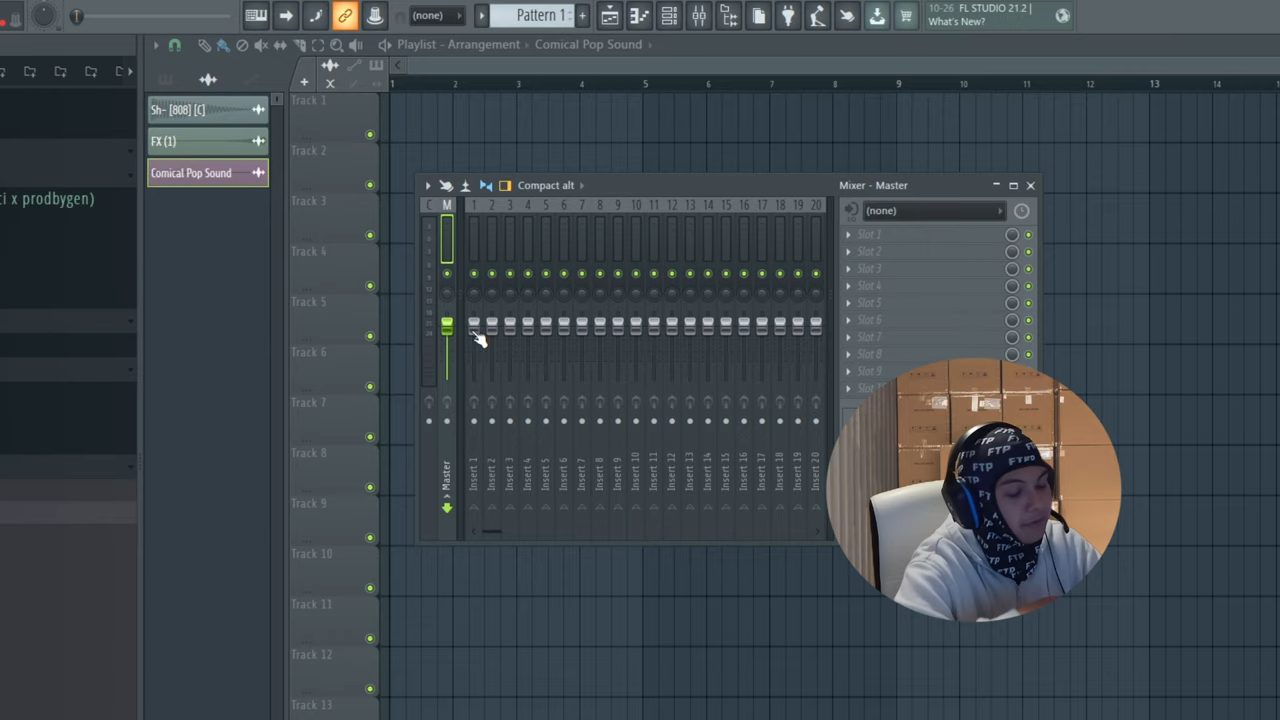 (none)
Pattern 1
10-26 FL STUDIO 21.2 |
What's New?
Playlist - Arrangement › Comical Pop Sound ›
1 2 3 4 5 6 7 8 9 10 11 12 13 14
Sh- [808] [C]
FX (1)
Comical Pop Sound
ci x prodbygen)
Track 1
Track 2
Track 3
Track 4
Track 5
Track 6
Track 7
Track 8
Track 9
Track 10
Track 11
Track 12
Track 13
Compact alt
Mixer - Master
C M 1 2 3 4 5 6 7 8 9 10 11 12 13 14 15 16 17 18 19 20
(none)
Slot 1
Slot 2
Slot 3
Slot 4
Slot 5
Slot 6
Slot 7
Slot 8
Slot 9
Master
Insert 1
Insert 2
Insert 3
Insert 4
Insert 5
Insert 6
Insert 7
Insert 8
Insert 9
Insert 10
Insert 11
Insert 12
Insert 13
Insert 14
Insert 15
Insert 16
Insert 17
Insert 18
Insert 19
Insert 20
FTP
FTP
FTP